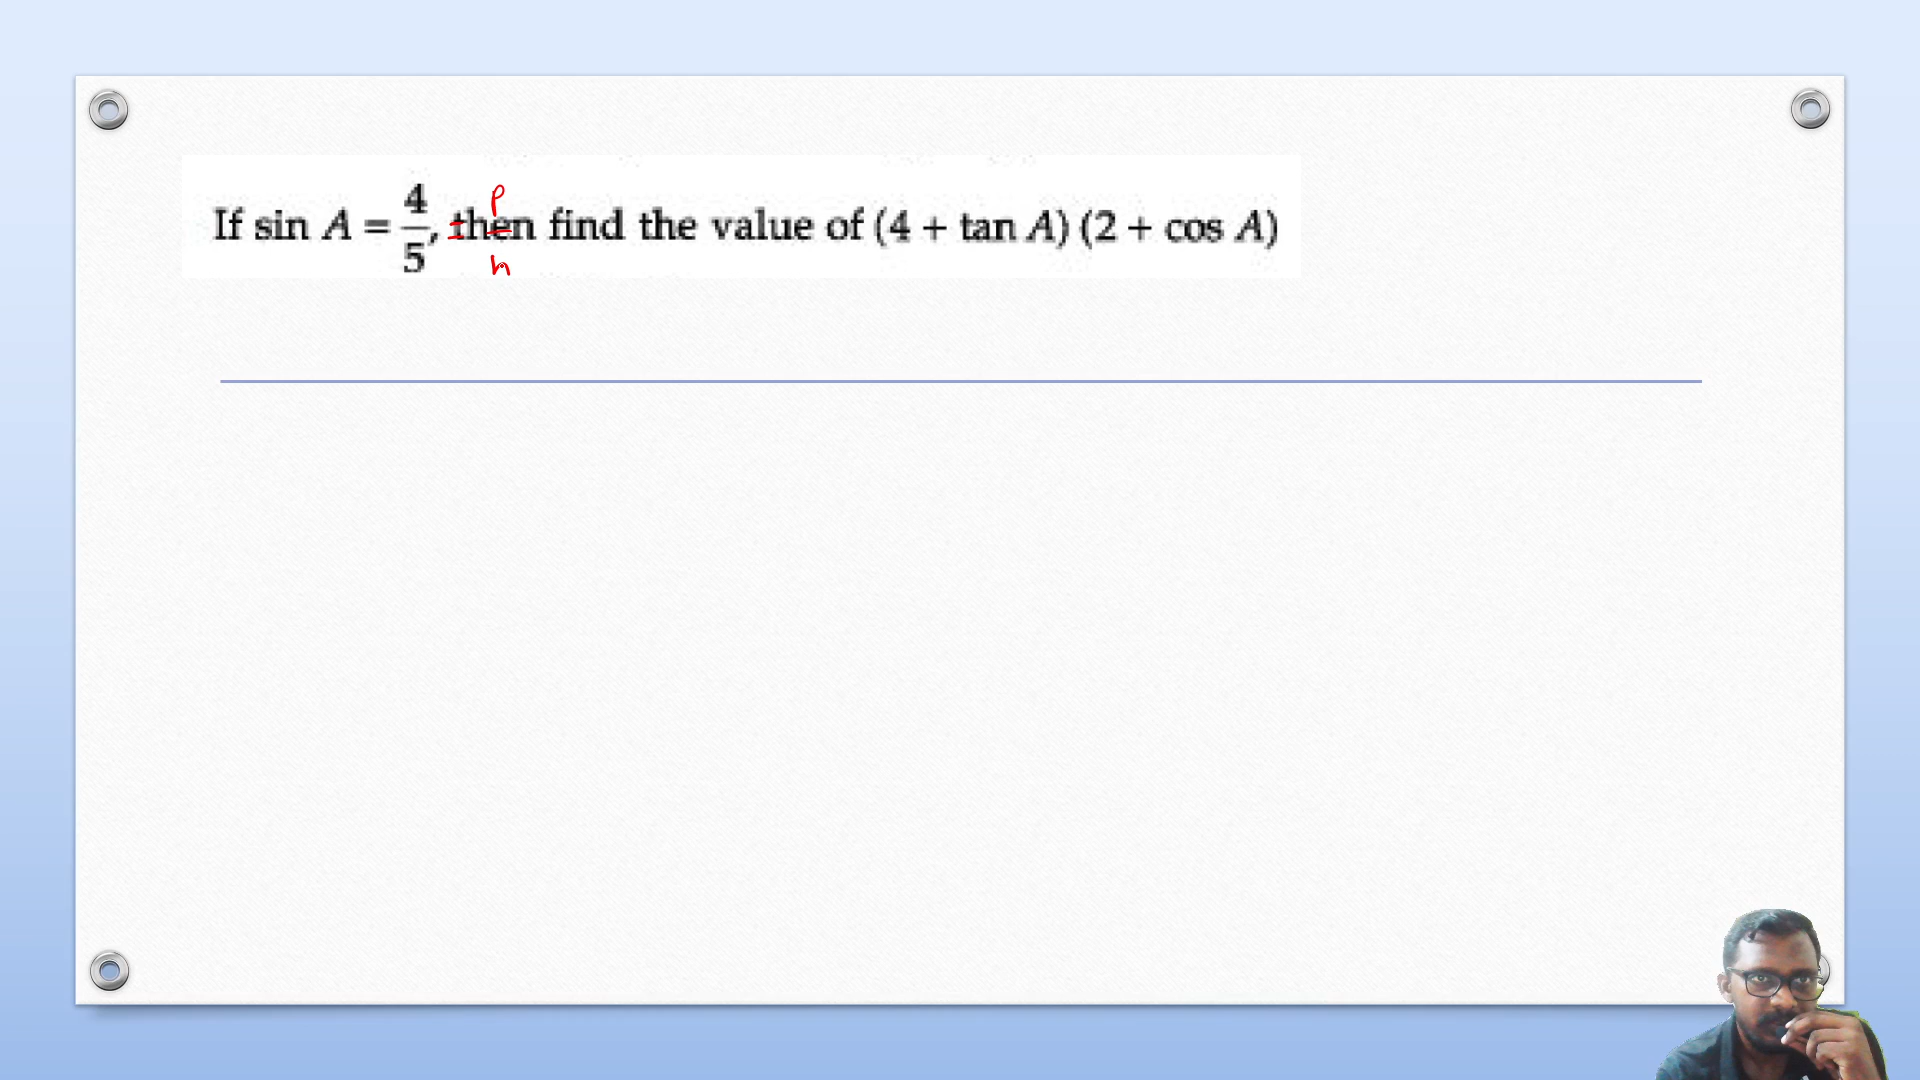 If sin A = 4/5, then find the value of (4 + tan A) (2 + cos A)
= p/h